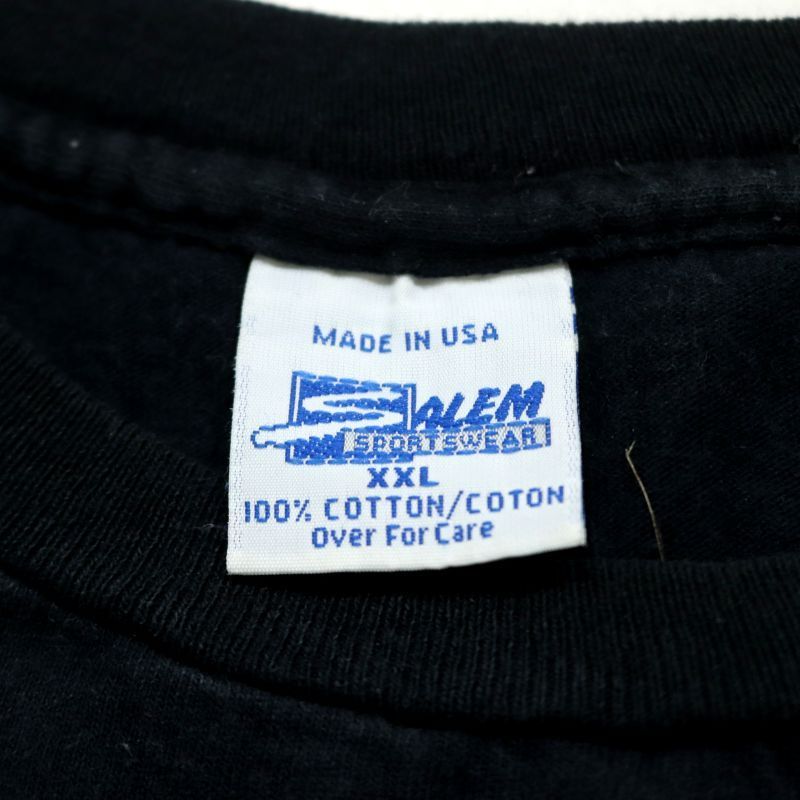 MADE IN USA
SALEM
SPORTSWEAR
XXL
100% COTTON/COTON
Over For Care